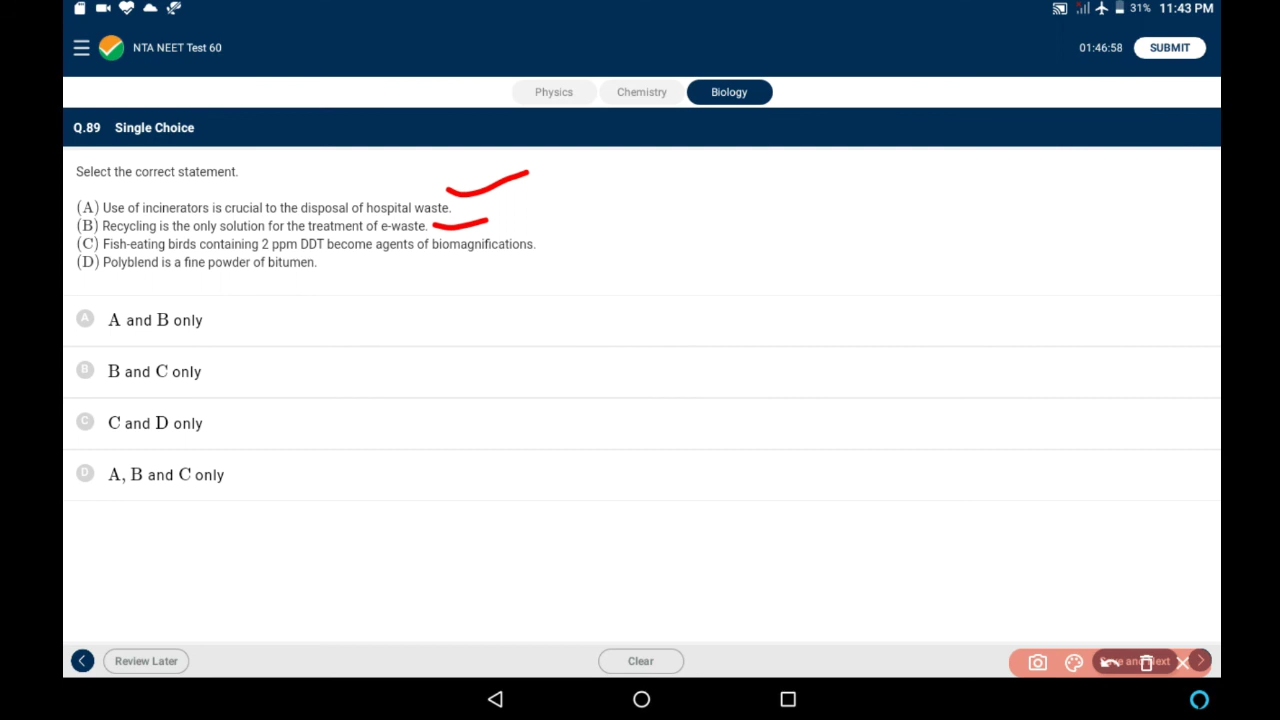 31% 11:43 PM
NTA NEET Test 60
01:46:58
SUBMIT
Physics
Chemistry
Biology
Q.89 Single Choice
Select the correct statement.
(A) Use of incinerators is crucial to the disposal of hospital waste.
(B) Recycling is the only solution for the treatment of e-waste.
(C) Fish-eating birds containing 2 ppm DDT become agents of biomagnifications.
(D) Polyblend is a fine powder of bitumen.
A A and B only
B B and C only
C C and D only
D A, B and C only
Review Later
Clear